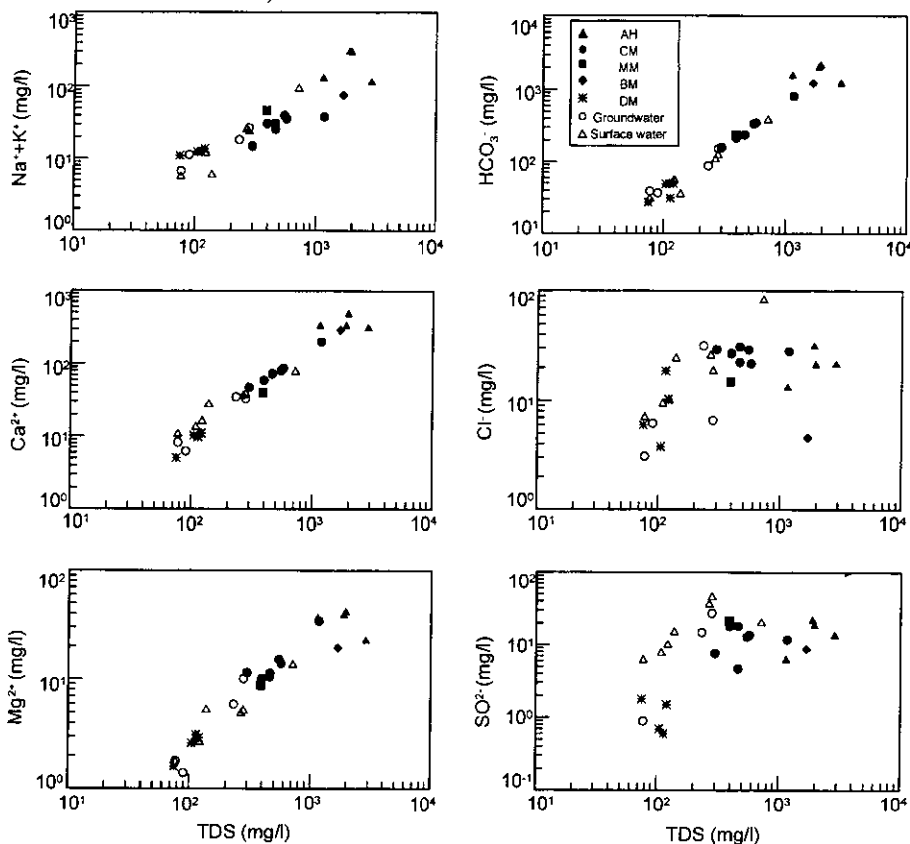 Na⁺+K⁺ (mg/l)
10³
10²
10¹
10⁰
10¹ 10² 10³ 10⁴
HCO₃⁻ (mg/l)
10⁴
10³
10²
10¹
10¹ 10² 10³ 10⁴
AH
CM
MM
BM
DM
Groundwater
Surface water
Ca²⁺ (mg/l)
10³
10²
10¹
10⁰
10¹ 10² 10³ 10⁴
Cl⁻ (mg/l)
10²
10¹
10⁰
10¹ 10² 10³ 10⁴
Mg²⁺ (mg/l)
10²
10¹
10⁰
10¹ 10² 10³ 10⁴
TDS (mg/l)
SO²⁻ (mg/l)
10²
10¹
10⁰
10⁻¹
10¹ 10² 10³ 10⁴
TDS (mg/l)